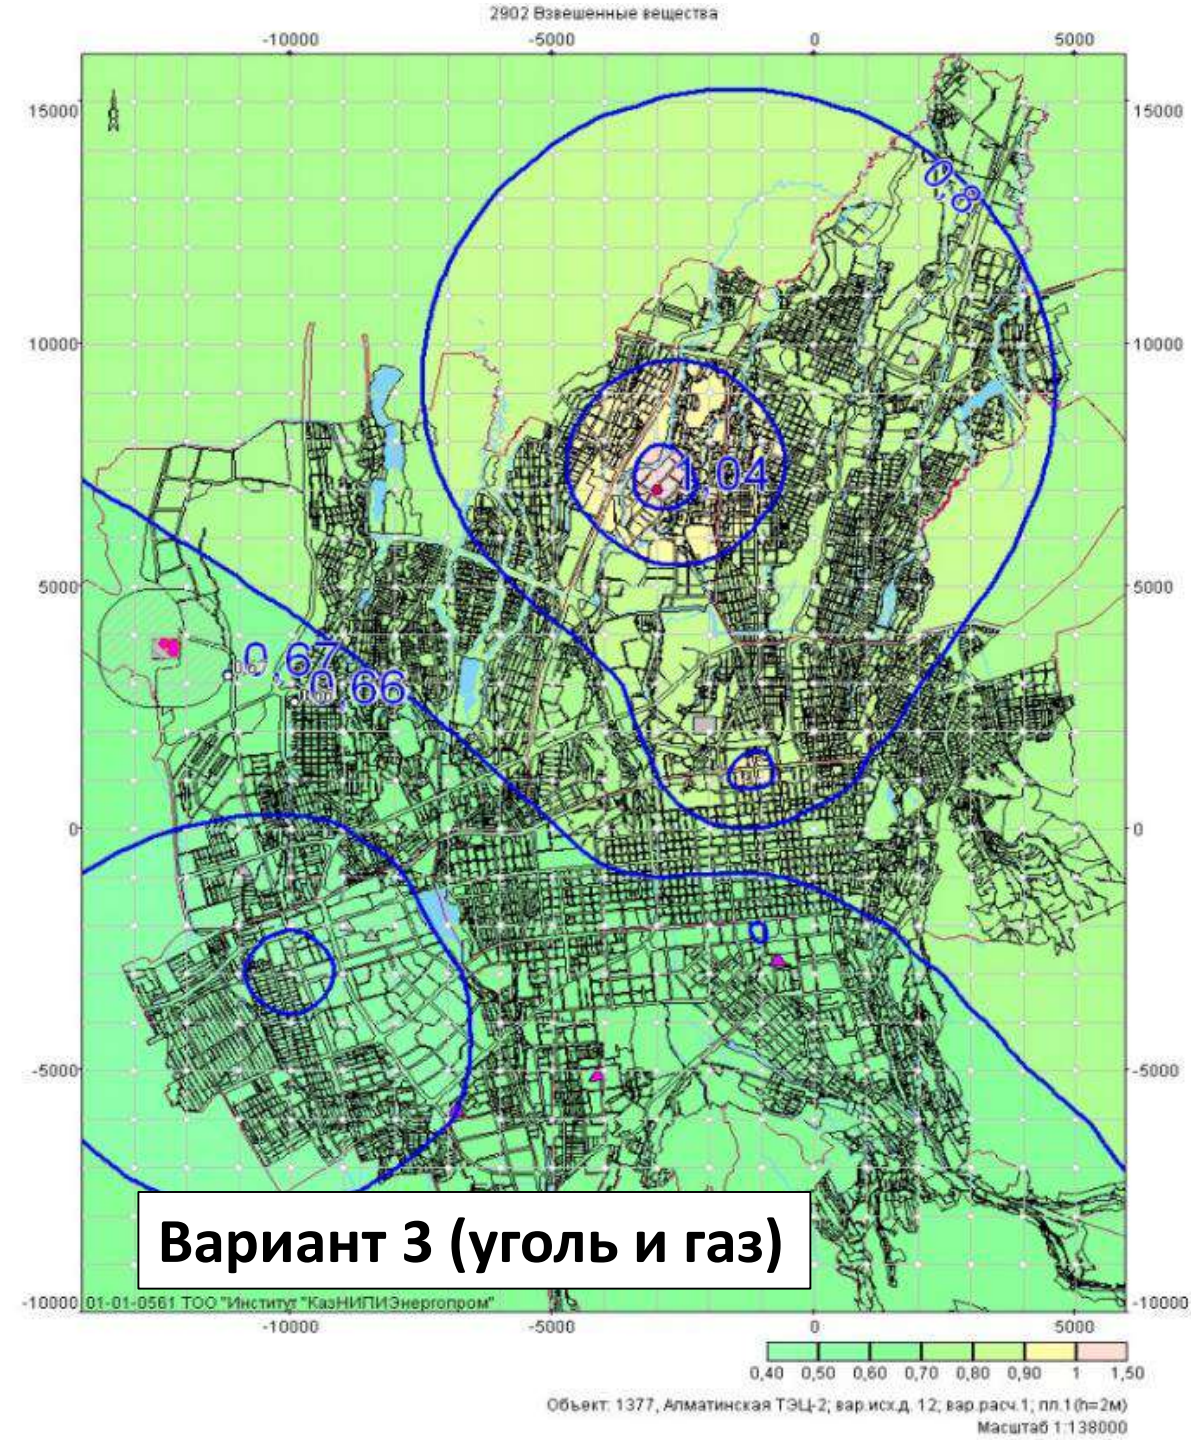 2902 Взвешенные вещества
-10000 -5000 0 5000
15000 15000
0,8
10000 10000
1,04
5000 5000
0,67
0,66
0 0
-5000 -5000
Вариант 3 (уголь и газ)
-10000 01-01-0561 ТОО "Институт "КазНИПИЭнергопром" -10000
-10000 -5000 0 5000
0,40 0,50 0,60 0,70 0,80 0,90 1 1,50
Объект: 1377, Алматинская ТЭЦ-2; вар.исх.д. 12; вар.расч.1; пл.1(h=2м)
Масштаб 1:138000